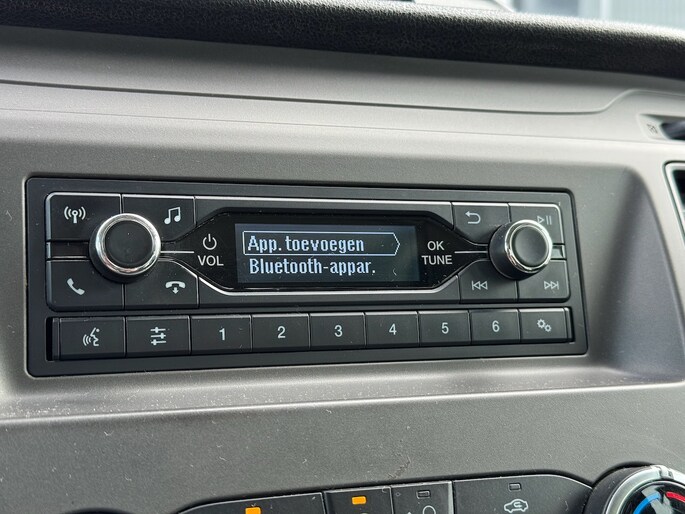 App. toevoegen
Bluetooth-appar.
VOL
OK
TUNE
1 2 3 4 5 6